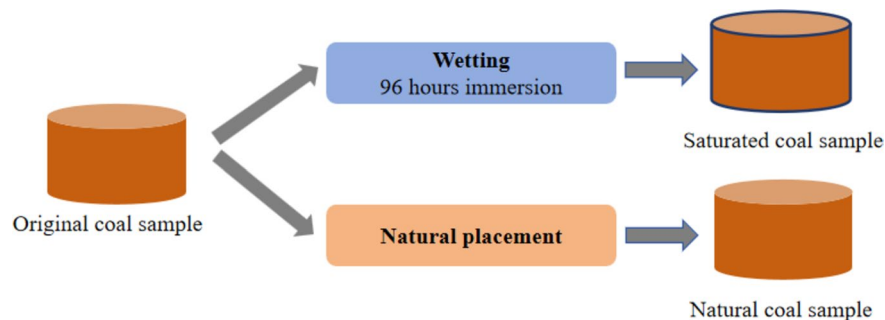 Wetting
96 hours immersion
Saturated coal sample
Original coal sample
Natural placement
Natural coal sample